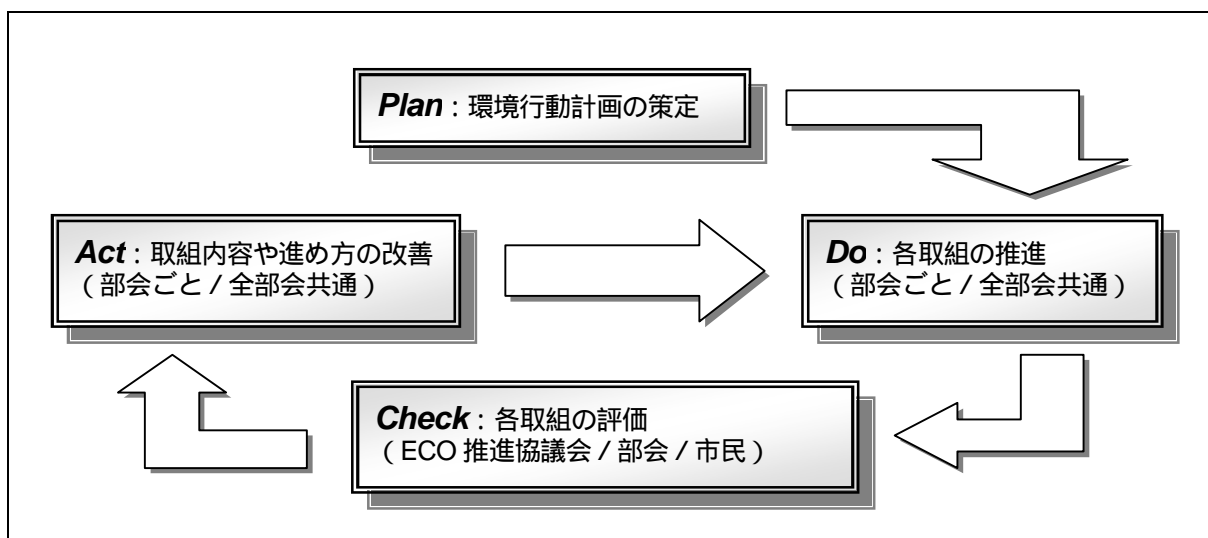 Plan：環境行動計画の策定
Act：取組内容や進め方の改善
（部会ごと / 全部会共通）
Do：各取組の推進
（部会ごと / 全部会共通）
Check：各取組の評価
（ECO 推進協議会 / 部会 / 市民）